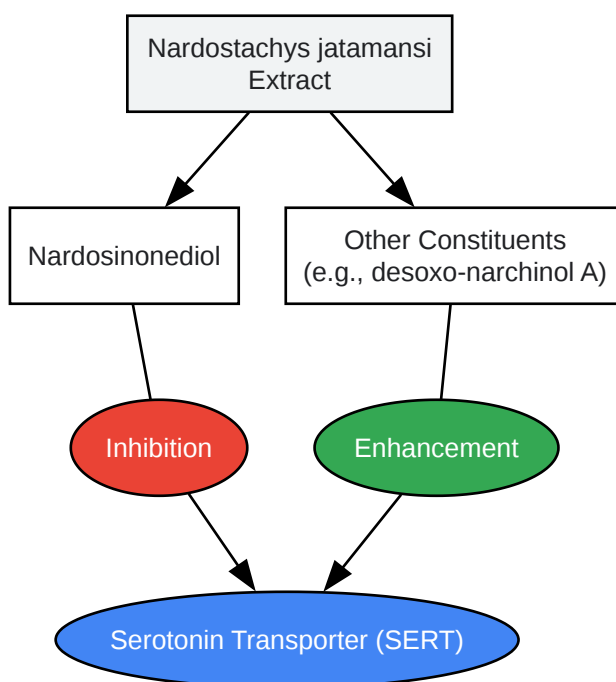 Nardostachys jatamansi
Extract
Nardosinonediol
Other Constituents
(e.g., desoxo-narchinol A)
Inhibition
Enhancement
Serotonin Transporter (SERT)